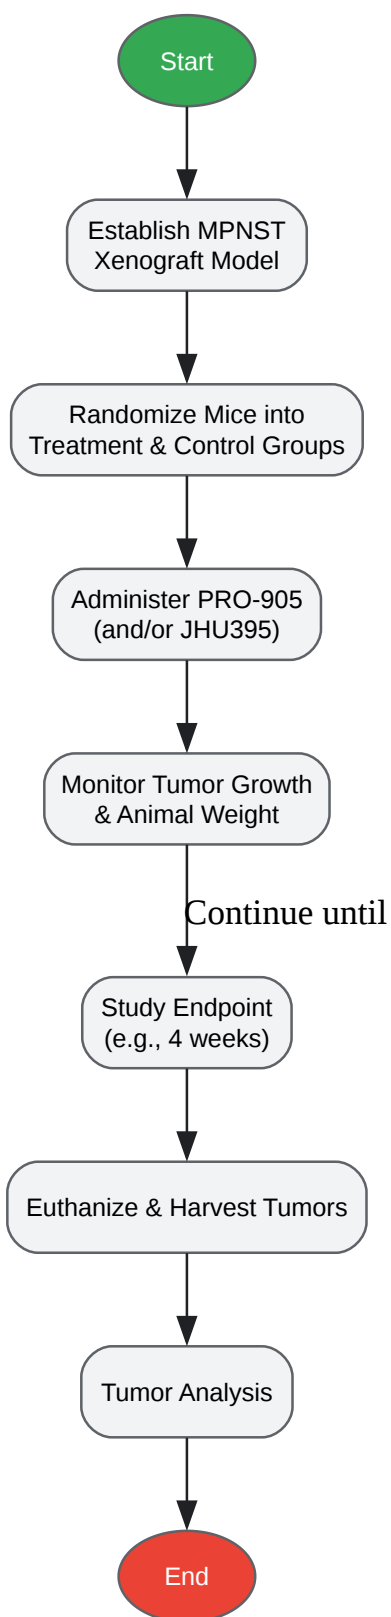 Start
Establish MPNST
Xenograft Model
Randomize Mice into
Treatment & Control Groups
Administer PRO-905
(and/or JHU395)
Monitor Tumor Growth
& Animal Weight
Continue until
Study Endpoint
(e.g., 4 weeks)
Euthanize & Harvest Tumors
Tumor Analysis
End